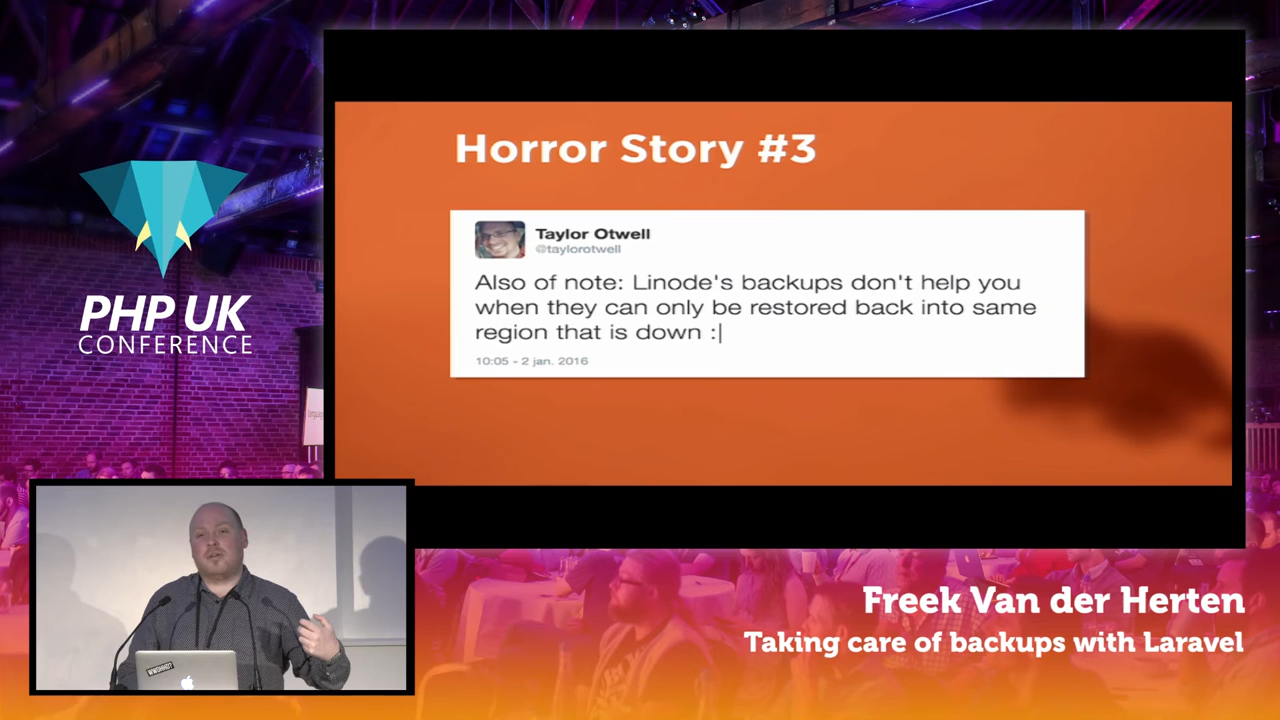 PHP UK
CONFERENCE
Horror Story #3
Taylor Otwell
@taylorotwell
Also of note: Linode's backups don't help you
when they can only be restored back into same
region that is down :|
10:05 - 2 jan. 2016
Freek Van der Herten
Taking care of backups with Laravel